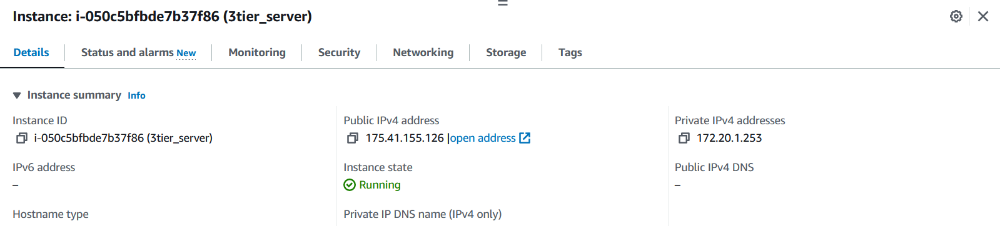 Instance: i-050c5bfbde7b37f86 (3tier_server)
Details
Status and alarms New
Monitoring
Security
Networking
Storage
Tags
Instance summary Info
Instance ID
i-050c5bfbde7b37f86 (3tier_server)
Public IPv4 address
175.41.155.126 |open address
Private IPv4 addresses
172.20.1.253
IPv6 address
–
Instance state
Running
Public IPv4 DNS
–
Hostname type
Private IP DNS name (IPv4 only)